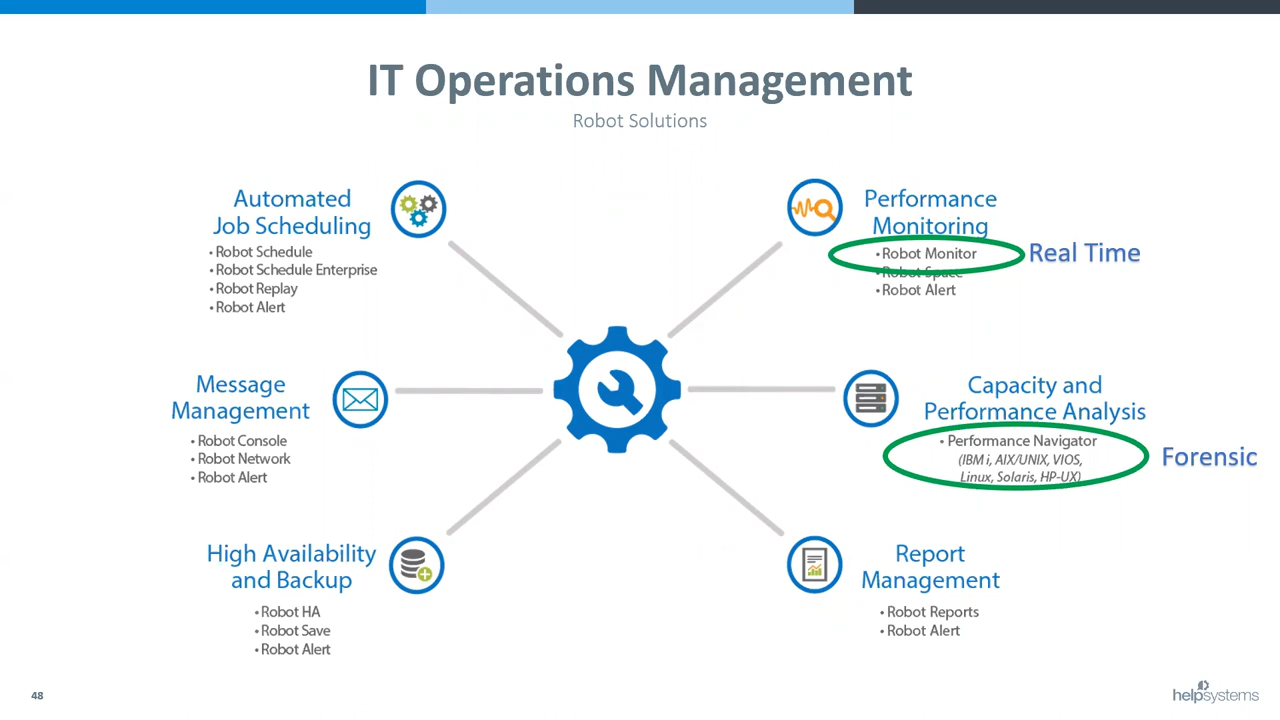 IT Operations Management
Robot Solutions
Automated
Job Scheduling
• Robot Schedule
• Robot Schedule Enterprise
• Robot Replay
• Robot Alert
Performance
Monitoring
• Robot Monitor
Real Time
• Robot Space
• Robot Alert
Message
Management
• Robot Console
• Robot Network
• Robot Alert
Capacity and
Performance Analysis
• Performance Navigator
(IBM i, AIX/UNIX, VIOS,
Linux, Solaris, HP-UX)
Forensic
High Availability
and Backup
• Robot HA
• Robot Save
• Robot Alert
Report
Management
• Robot Reports
• Robot Alert
48
helpsystems